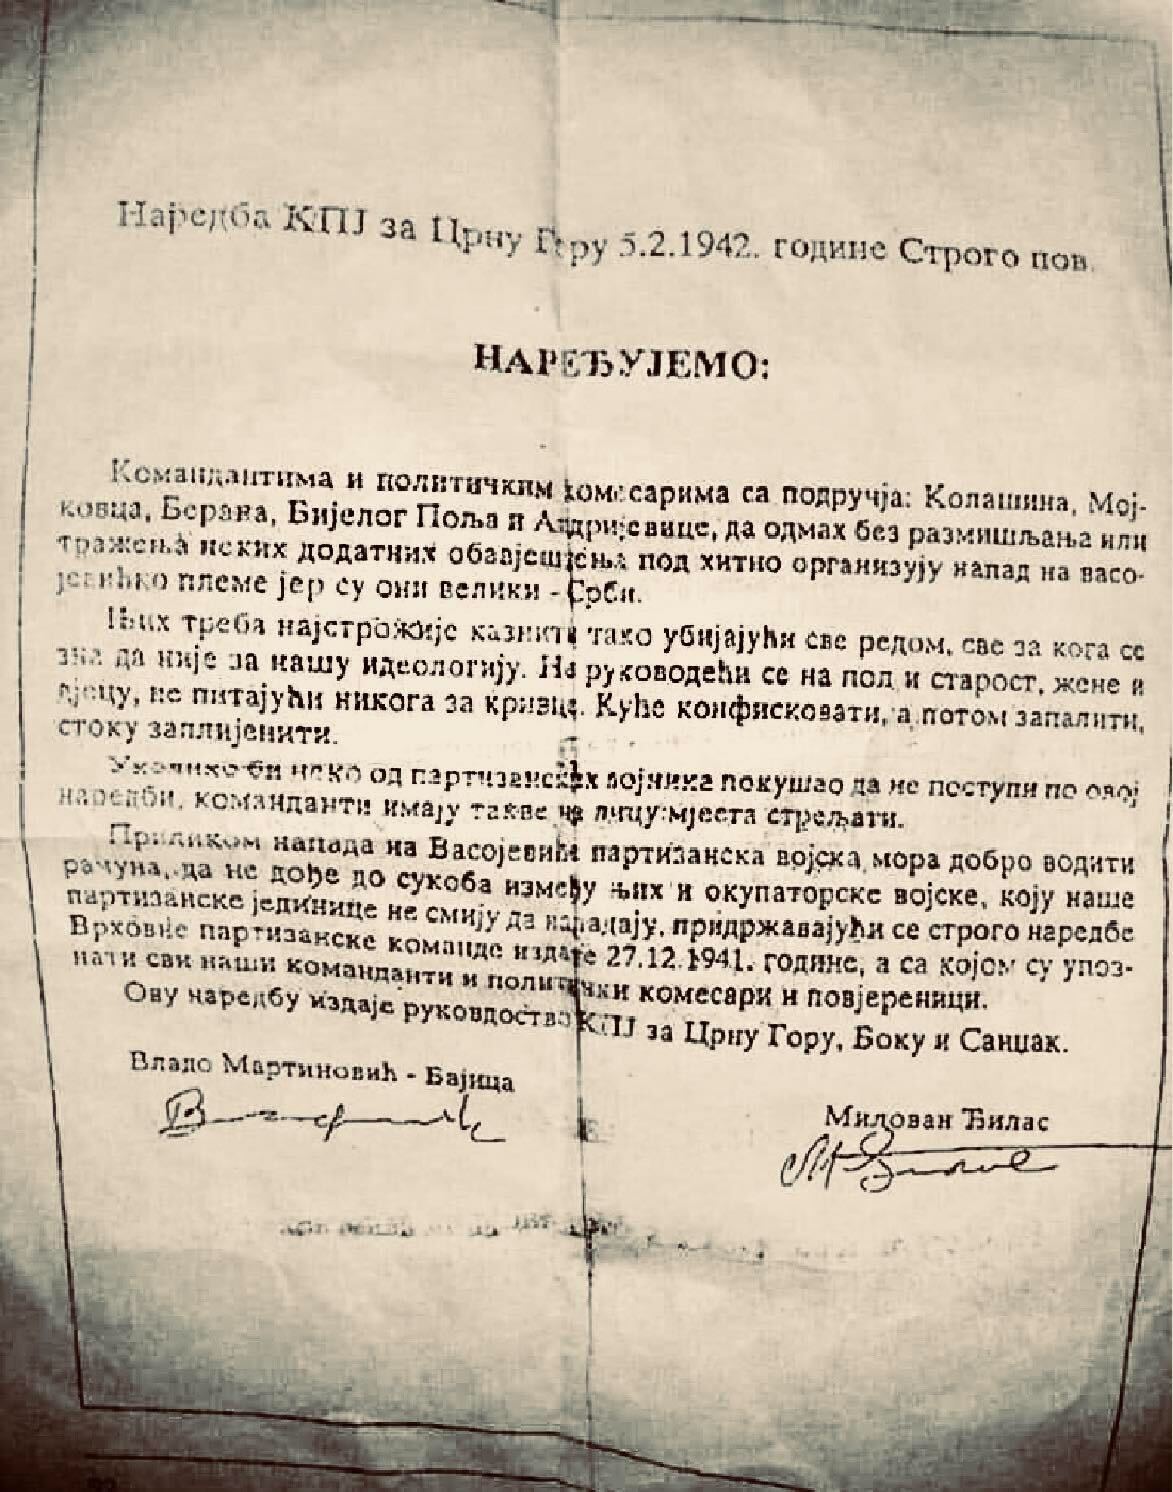 Наредба КПЈ за Црну Гору 5.2.1942. године Строго пов.
НАРЕЂУЈЕМО:
Командантима и политичким комесарима са подручја: Колашина, Мој-
ковца, Берана, Бијелог Поља и Андријевице, да одмах без размишљања или
тражења неких додатних обавјештења под хитно организују напад на васо-
јевићко племе јер су они велики - Срби.
Њих треба најстрожије казнити тако убијајући све редом, све за кога се
зна да није за нашу идеологију. Не руководећи се на пол и старост, жене и
дјецу, не питајући никога за кривце. Куће конфисковати, а потом запалити,
стоку заплијенити.
Уколико би неко од партизанских војника покушао да не поступи по овој
наредби, команданти имају такве на лицу мјеста стрељати.
Приликом напада на Васојевиће партизанска војска мора добро водити
рачуна, да не дође до сукоба између њих и окупаторске војске, коју наше
партизанске јединице не смију да нападају, придржавајући се строго наредбе
Врховне партизанске команде издате 27.12.1941. године, а са којом су упоз-
нати сви наши команданти и политички комесари и повјереници.
Ову наредбу издаје руковдоство КПЈ за Црну Гору, Боку и Санџак.
Владо Мартиновић - Бајица
Милован Ђилас